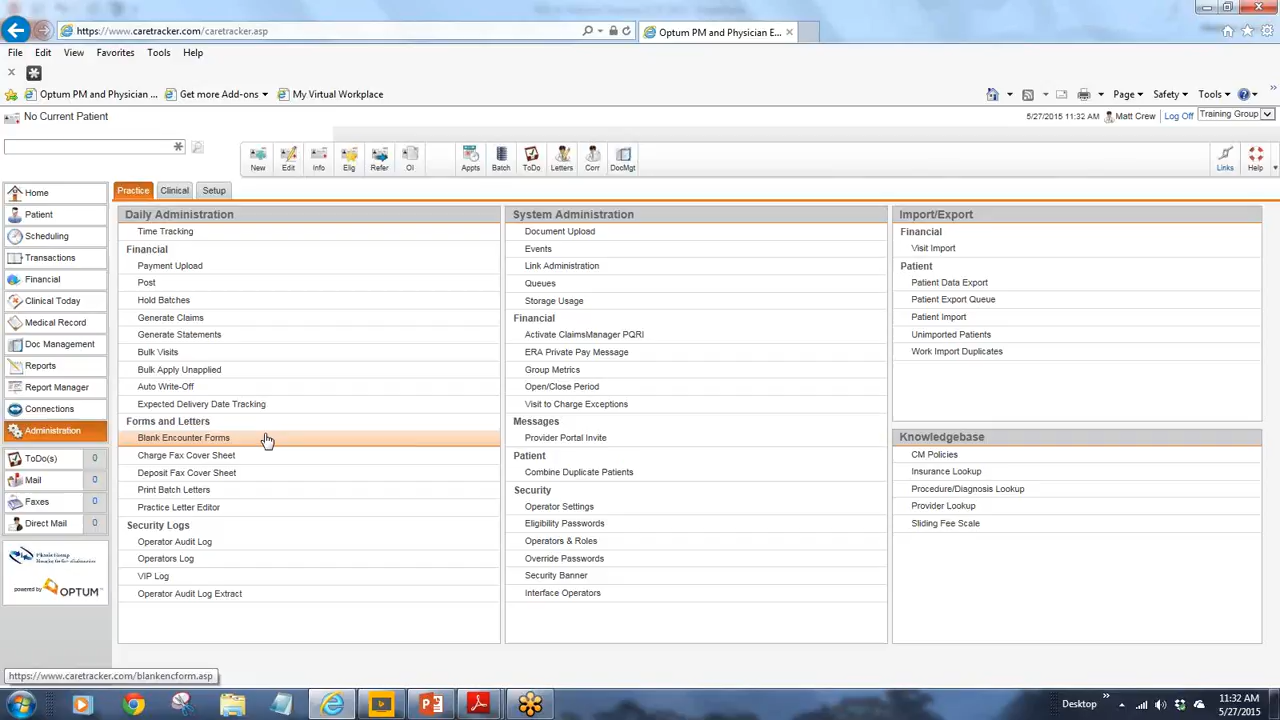 https://www.caretracker.com/caretracker.asp
Optum PM and Physician E...
File Edit View Favorites Tools Help
Optum PM and Physician ... Get more Add-ons My Virtual Workplace
Page Safety Tools
No Current Patient
5/27/2015 11:32 AM Matt Crew Log Off Training Group
New Edit Info Elig Refer OI Appts Batch ToDo Letters Corr DocMgt Links Help
Home
Patient
Scheduling
Transactions
Financial
Clinical Today
Medical Record
Doc Management
Reports
Report Manager
Connections
Administration
ToDo(s) 0
Mail 0
Faxes 0
Direct Mail 0
powered by OPTUM™
Practice Clinical Setup
Daily Administration
Time Tracking
Financial
Payment Upload
Post
Hold Batches
Generate Claims
Generate Statements
Bulk Visits
Bulk Apply Unapplied
Auto Write-Off
Expected Delivery Date Tracking
Forms and Letters
Blank Encounter Forms
Charge Fax Cover Sheet
Deposit Fax Cover Sheet
Print Batch Letters
Practice Letter Editor
Security Logs
Operator Audit Log
Operators Log
VIP Log
Operator Audit Log Extract
System Administration
Document Upload
Events
Link Administration
Queues
Storage Usage
Financial
Activate ClaimsManager PQRI
ERA Private Pay Message
Group Metrics
Open/Close Period
Visit to Charge Exceptions
Messages
Provider Portal Invite
Patient
Combine Duplicate Patients
Security
Operator Settings
Eligibility Passwords
Operators & Roles
Override Passwords
Security Banner
Interface Operators
Import/Export
Financial
Visit Import
Patient
Patient Data Export
Patient Export Queue
Patient Import
Unimported Patients
Work Import Duplicates
Knowledgebase
CM Policies
Insurance Lookup
Procedure/Diagnosis Lookup
Provider Lookup
Sliding Fee Scale
https://www.caretracker.com/blankencform.asp
Desktop
11:32 AM
5/27/2015